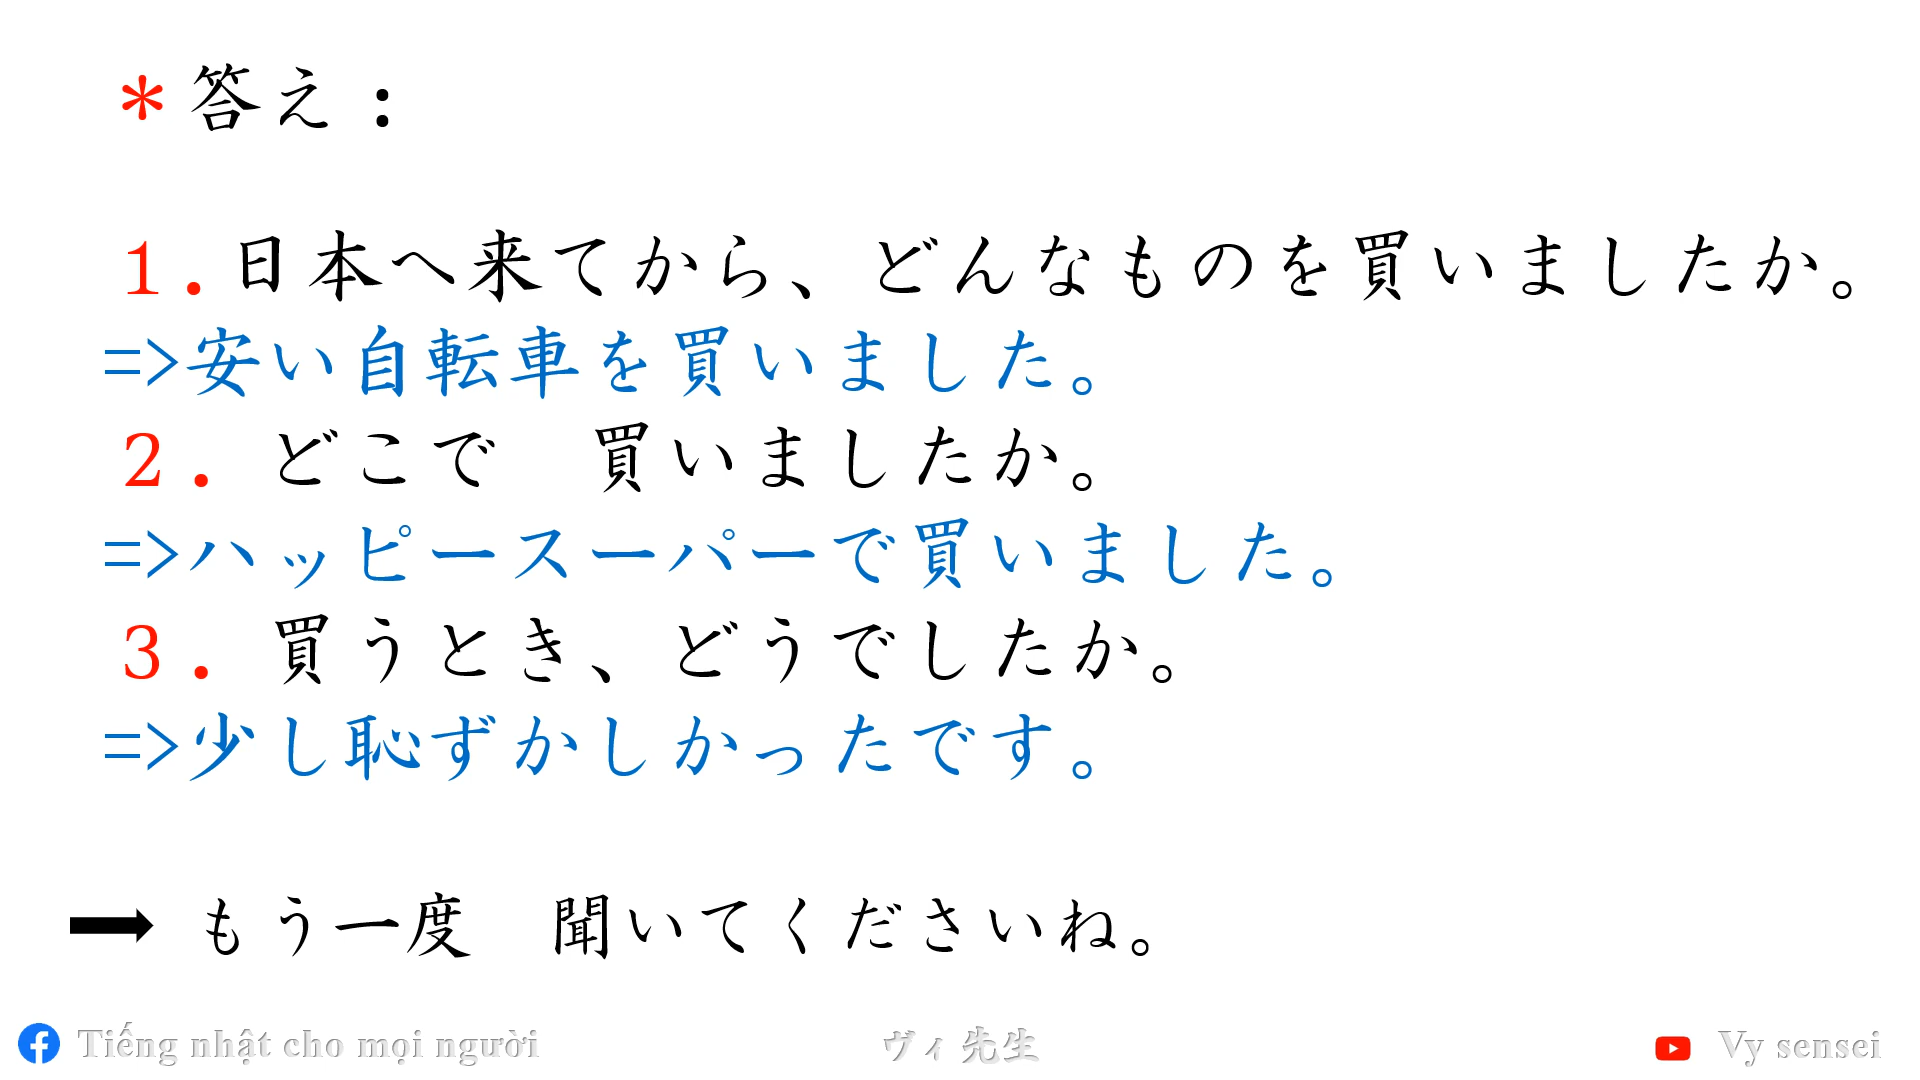 *答え：
1.日本へ来てから、どんなものを買いましたか。
=>安い自転車を買いました。
2. どこで　買いましたか。
=>ハッピースーパーで買いました。
3. 買うとき、どうでしたか。
=>少し恥ずかしかったです。
もう一度　聞いてくださいね。
Tiếng nhật cho mọi người
ヴィ先生
Vy sensei